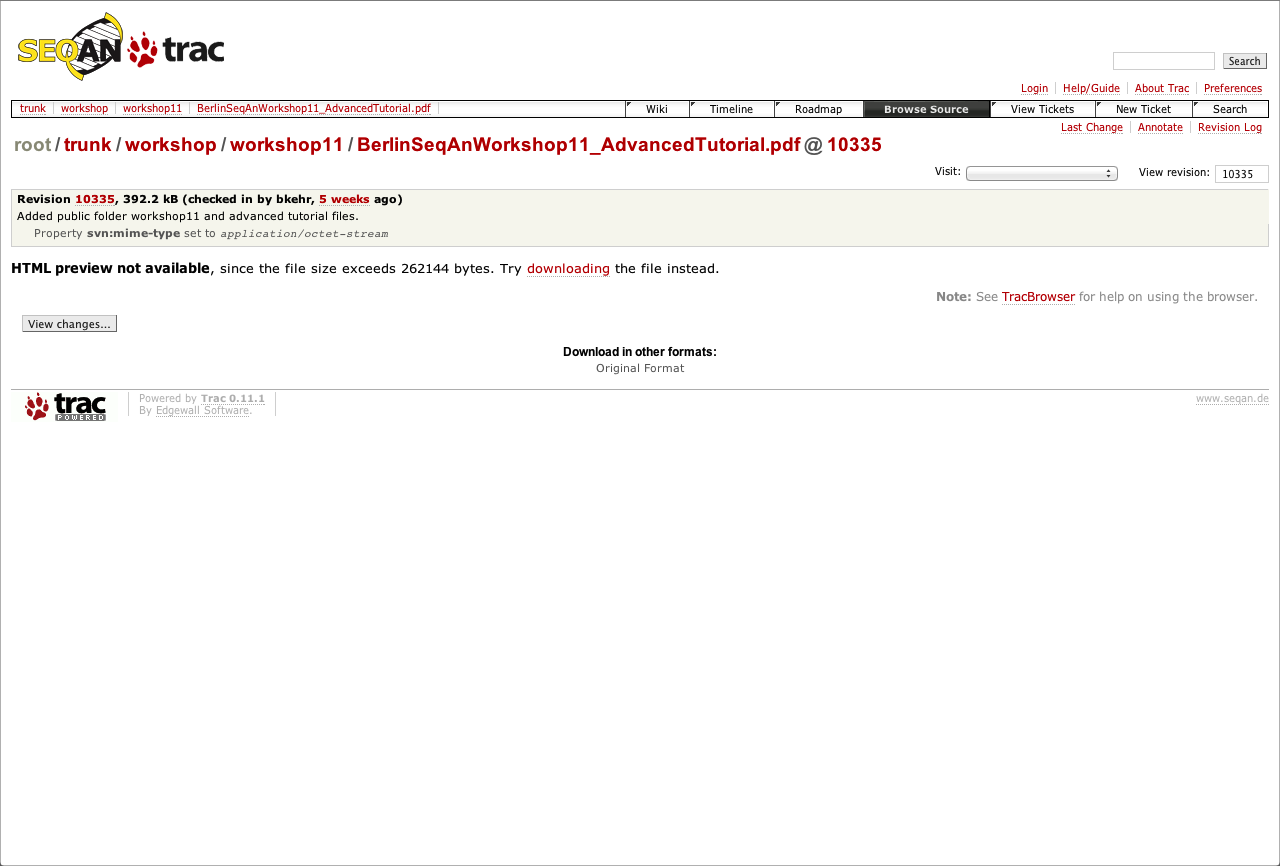 SEQAN trac
Search
Login Help/Guide About Trac Preferences
trunk workshop workshop11 BerlinSeqAnWorkshop11_AdvancedTutorial.pdf Wiki Timeline Roadmap Browse Source View Tickets New Ticket Search
Last Change Annotate Revision Log
root / trunk / workshop / workshop11 / BerlinSeqAnWorkshop11_AdvancedTutorial.pdf @ 10335
Visit: View revision: 10335
Revision 10335, 392.2 kB (checked in by bkehr, 5 weeks ago)
Added public folder workshop11 and advanced tutorial files.
Property svn:mime-type set to application/octet-stream
HTML preview not available, since the file size exceeds 262144 bytes. Try downloading the file instead.
Note: See TracBrowser for help on using the browser.
View changes...
Download in other formats:
Original Format
trac POWERED Powered by Trac 0.11.1 www.seqan.de
By Edgewall Software.